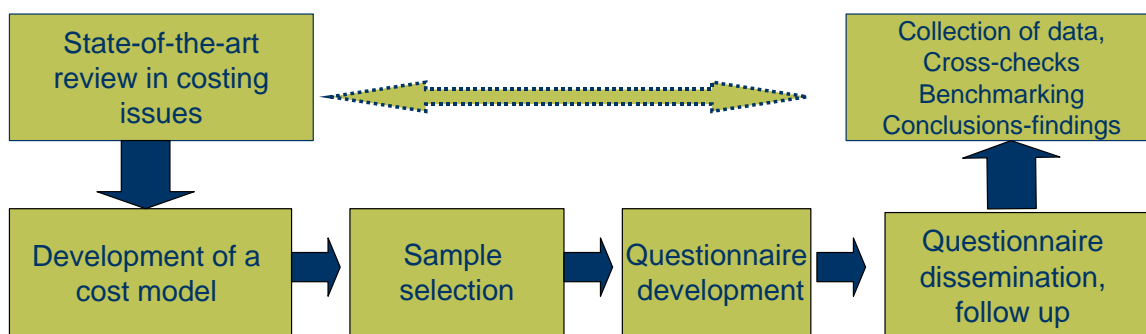 State-of-the-art
review in costing
issues
Collection of data,
Cross-checks
Benchmarking
Conclusions-findings
Development of a
cost model
Sample
selection
Questionnaire
development
Questionnaire
dissemination,
follow up